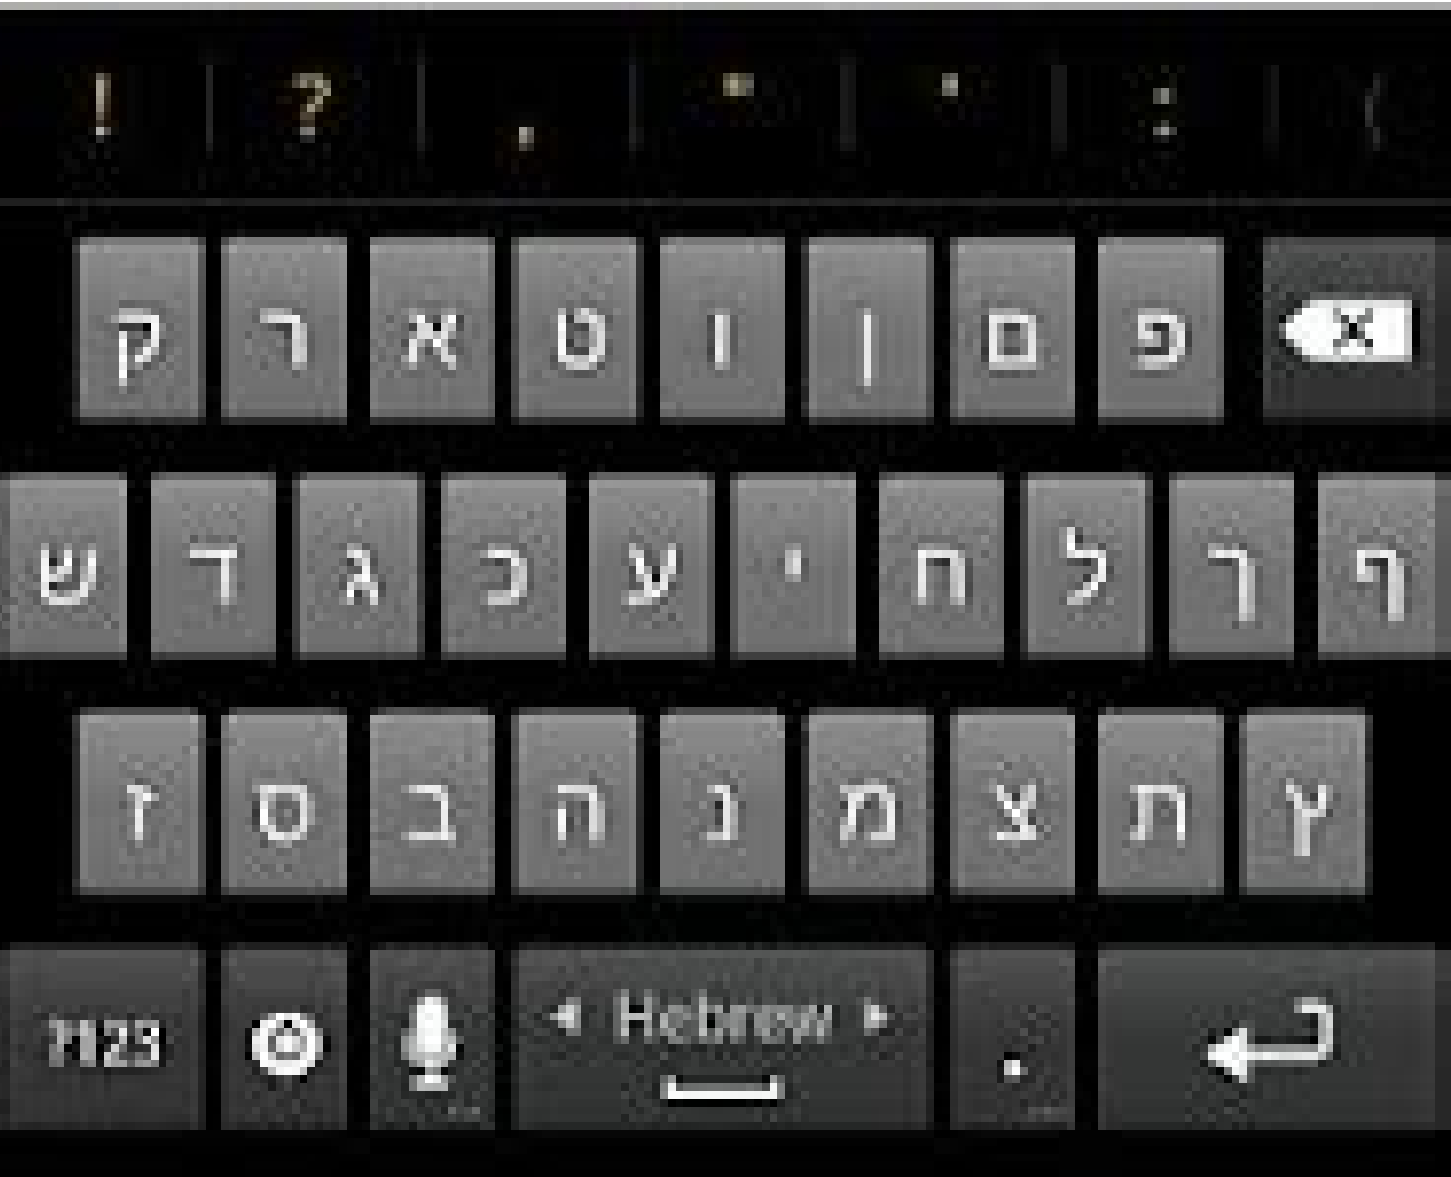 ! ? , " ' : (
ק ר א ט ו ן ם פ
ש ד ג כ ע י ח ל ך ף
ז ס ב ה נ מ צ ת ץ
?123 Hebrew .